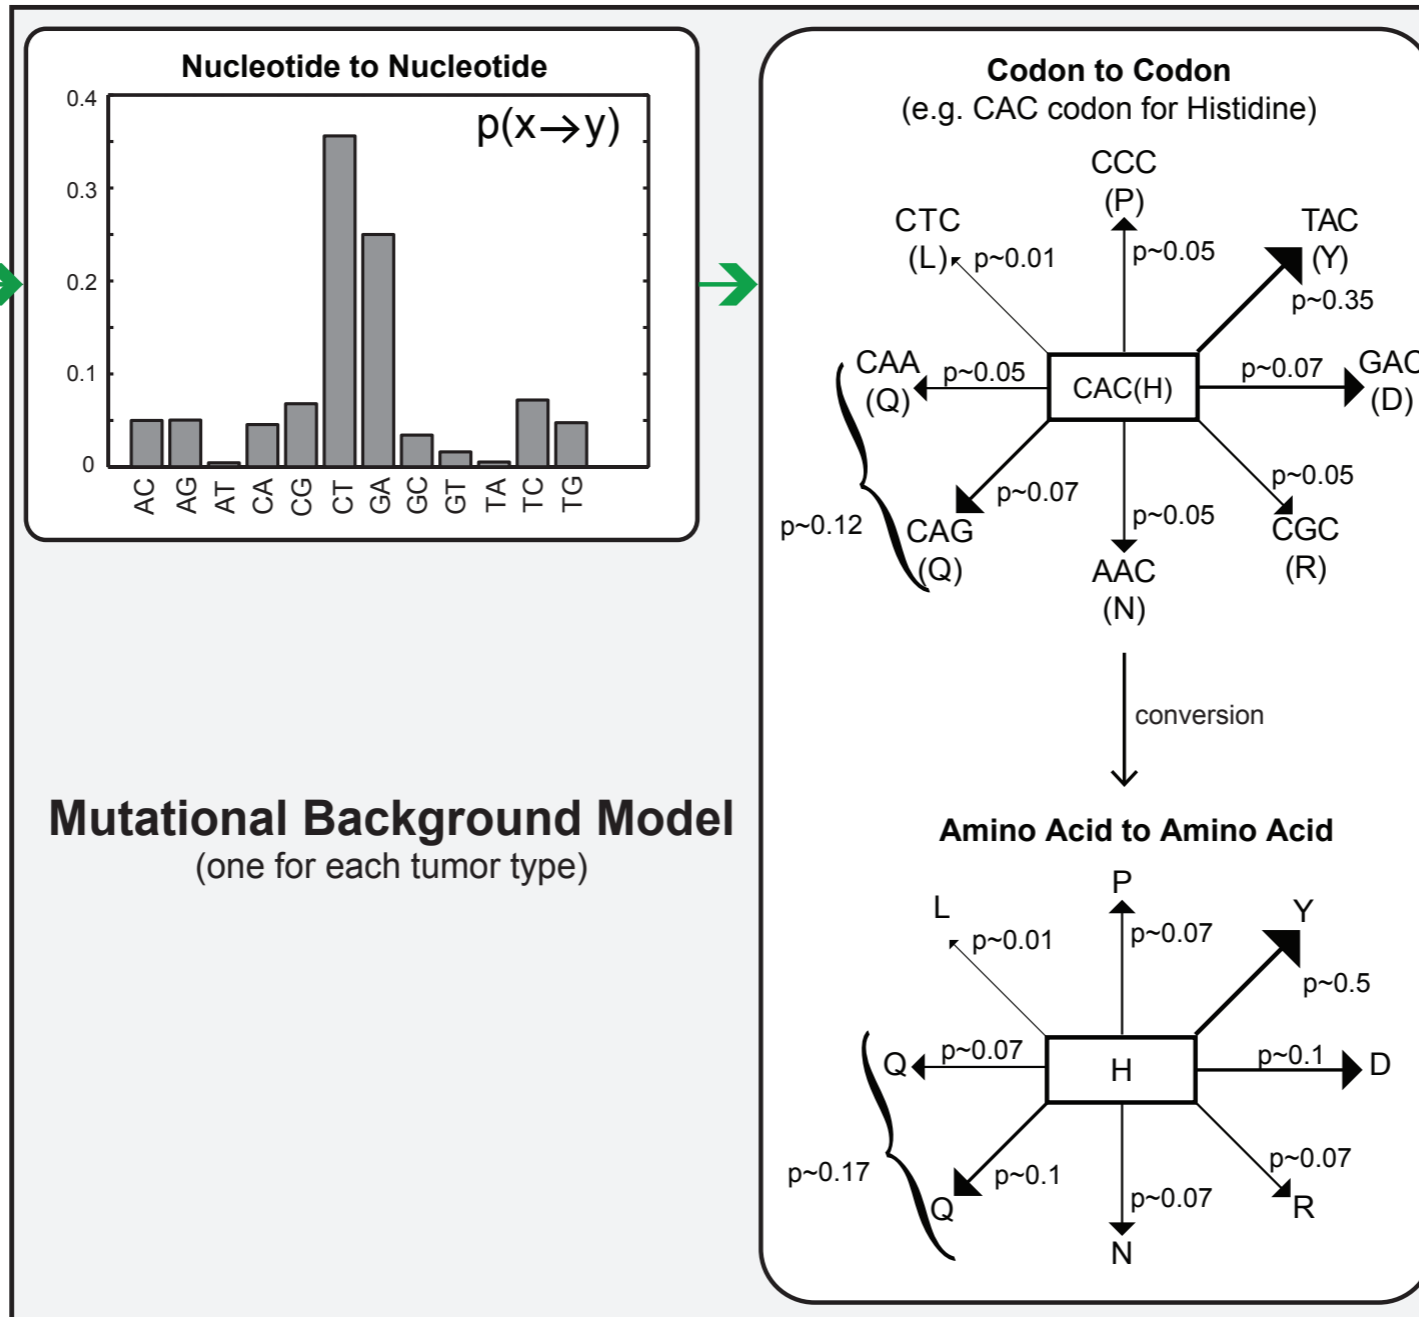 Nucleotide to Nucleotide
p(x→y)
0.4
0.3
0.2
0.1
0
AC
AG
AT
CA
CG
CT
GA
GC
GT
TA
TC
TG
Mutational Background Model
(one for each tumor type)
Codon to Codon
(e.g. CAC codon for Histidine)
CCC
(P)
CTC
(L)
TAC
(Y)
p~0.01
p~0.05
p~0.35
CAA
(Q)
p~0.05
CAC(H)
p~0.07
GAC
(D)
p~0.12
p~0.07
CAG
(Q)
p~0.05
AAC
(N)
p~0.05
CGC
(R)
conversion
Amino Acid to Amino Acid
L
P
Y
p~0.01
p~0.07
p~0.5
Q
p~0.07
H
p~0.1
D
p~0.17
p~0.1
Q
p~0.07
N
p~0.07
R